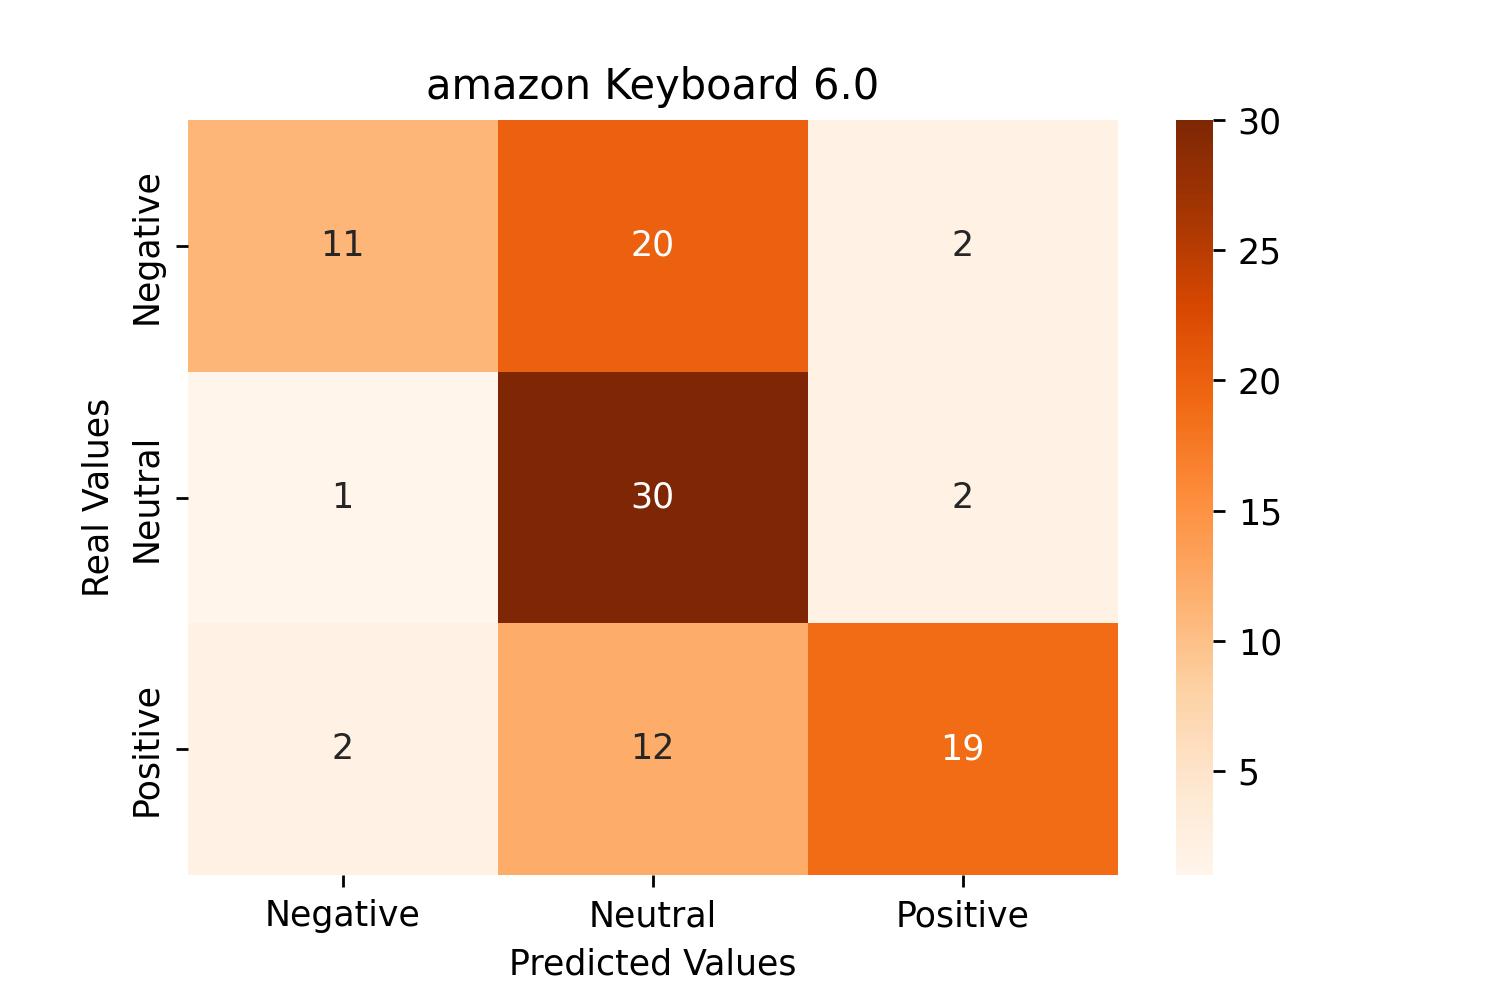 amazon Keyboard 6.0
Real Values
Negative
11
20
2
Neutral
1
30
2
Positive
2
12
19
Negative
Neutral
Positive
Predicted Values
30
25
20
15
10
5